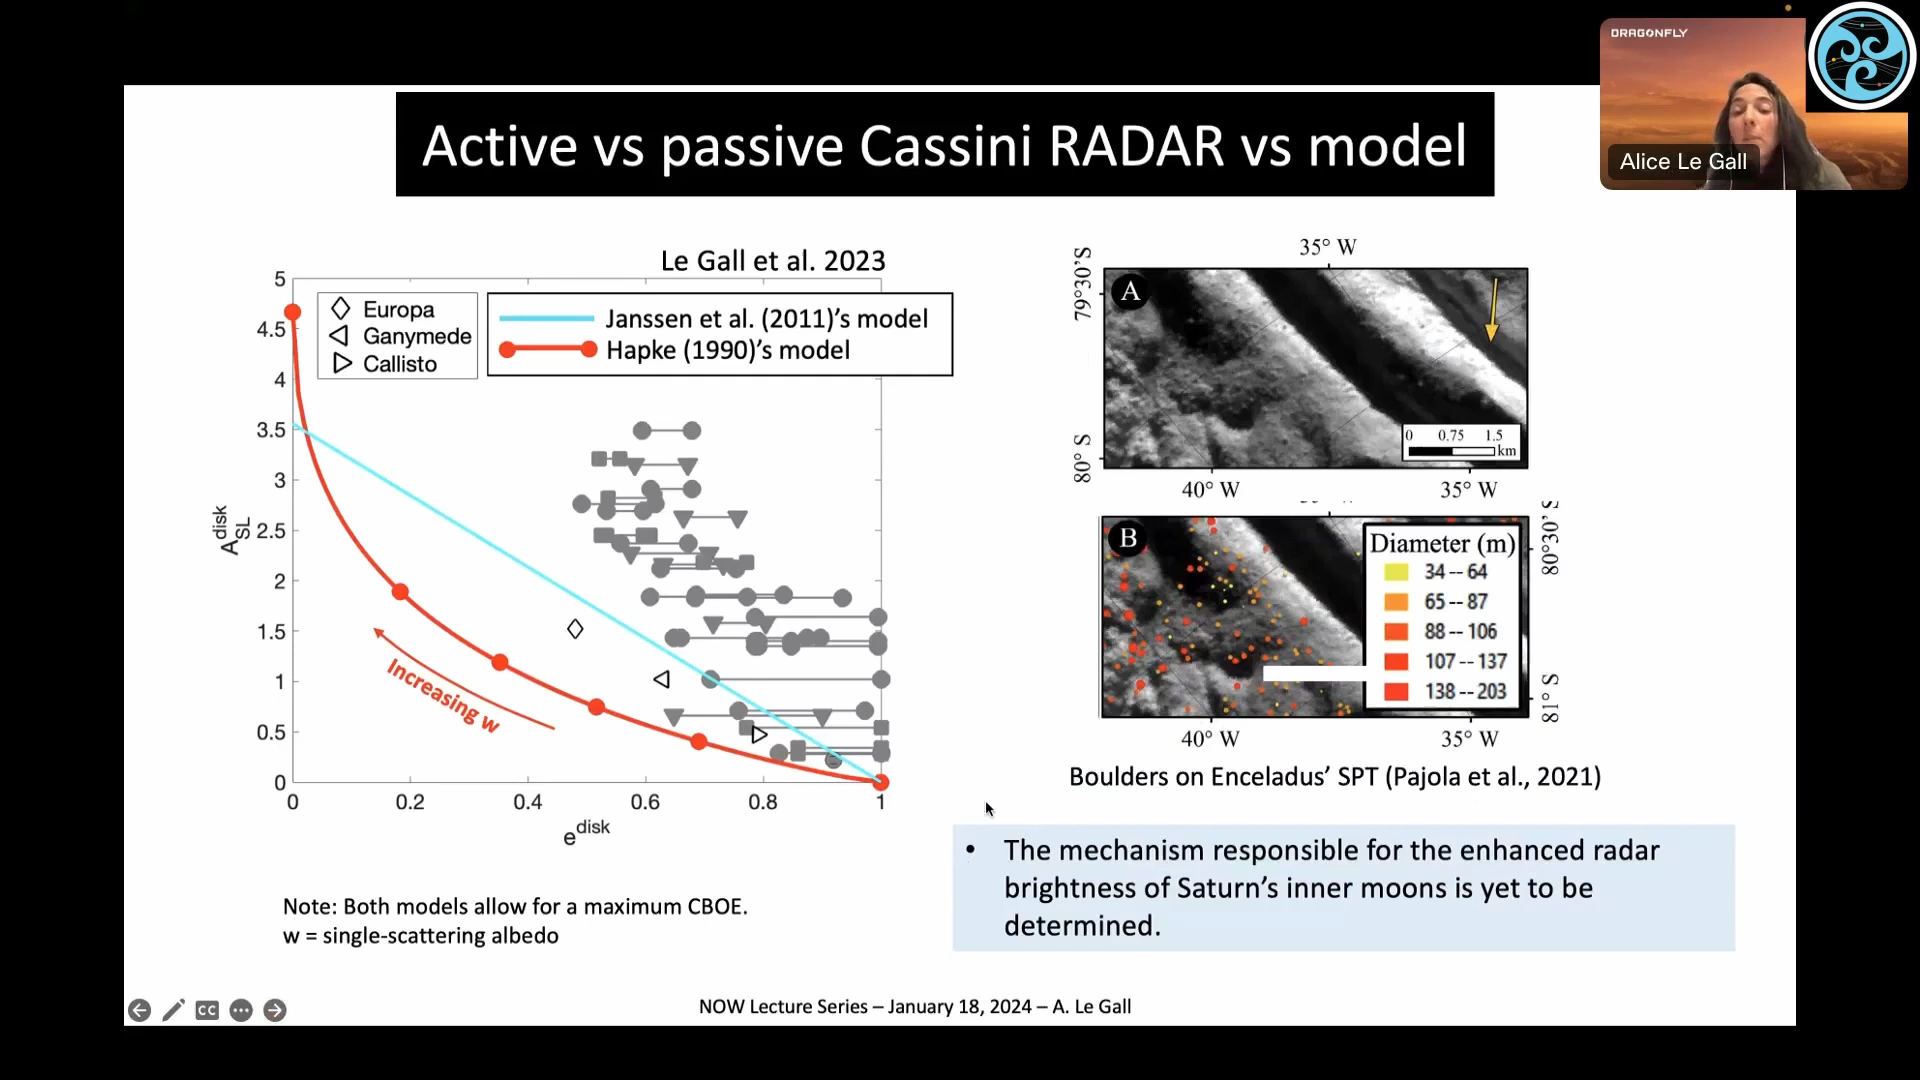 DRAGONFLY
Alice Le Gall
Active vs passive Cassini RADAR vs model
Le Gall et al. 2023
5
4.5
4
3.5
3
2.5
2
1.5
1
0.5
0
A_SL^disk
Europa
Ganymede
Callisto
Janssen et al. (2011)’s model
Hapke (1990)’s model
Increasing w
0 0.2 0.4 0.6 0.8 1
e^disk
Note: Both models allow for a maximum CBOE.
w = single-scattering albedo
35° W
79°30’S
80° S
A
0 0.75 1.5
km
40° W 35° W
B
Diameter (m)
34 -- 64
65 -- 87
88 -- 106
107 -- 137
138 -- 203
80°30’ S
81° S
40° W 35° W
Boulders on Enceladus’ SPT (Pajola et al., 2021)
• The mechanism responsible for the enhanced radar
brightness of Saturn’s inner moons is yet to be
determined.
CC
NOW Lecture Series – January 18, 2024 – A. Le Gall